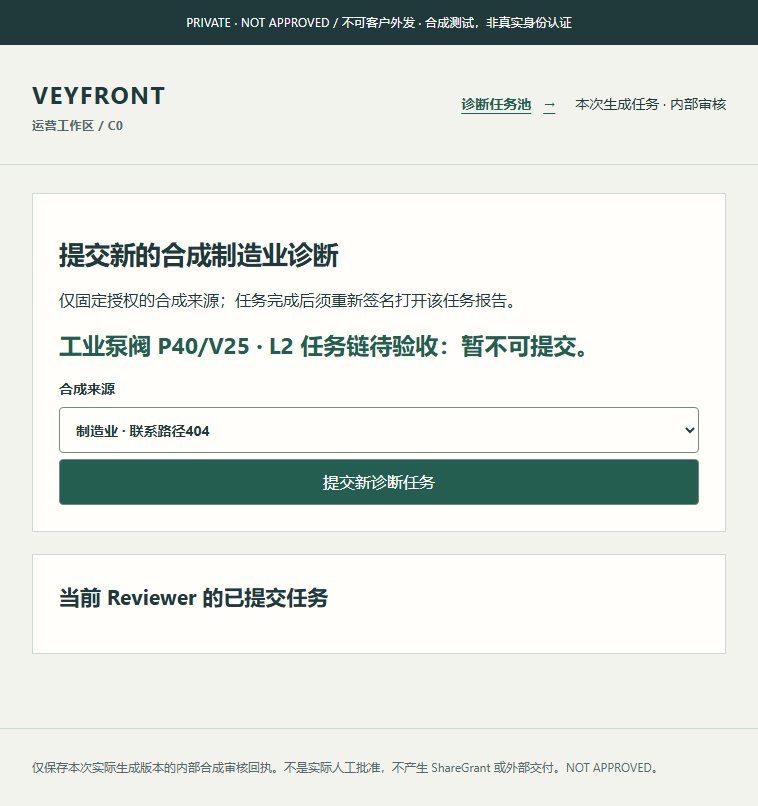 PRIVATE · NOT APPROVED / 不可客户外发 · 合成测试，非真实身份认证
VEYFRONT
运营工作区 / C0
诊断任务池 → 本次生成任务 · 内部审核
提交新的合成制造业诊断
仅固定授权的合成来源；任务完成后须重新签名打开该任务报告。
工业泵阀 P40/V25 · L2 任务链待验收：暂不可提交。
合成来源
制造业 · 联系路径404
提交新诊断任务
当前 Reviewer 的已提交任务
仅保存本次实际生成版本的内部合成审核回执。不是实际人工批准，不产生 ShareGrant 或外部交付。NOT APPROVED。